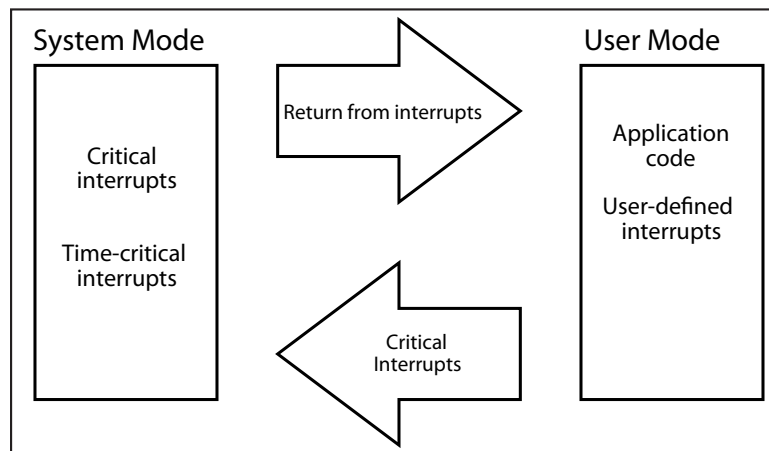 System Mode
User Mode
Return from interrupts
Critical
interrupts
Time-critical
interrupts
Application
code
User-defined
interrupts
Critical
Interrupts